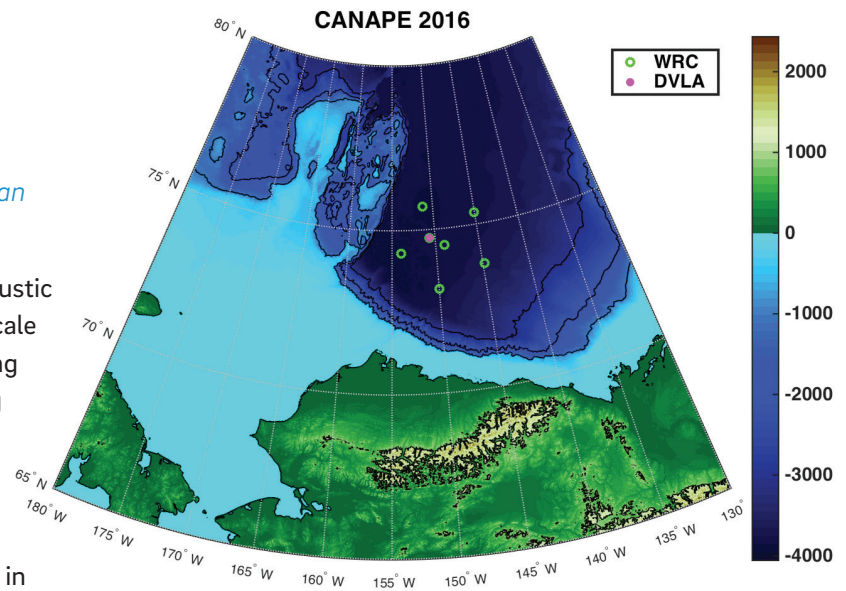 CANAPE 2016
80° N
75° N
70° N
65° N
180° W
175° W
170° W
165° W
160° W
155° W
150° W
145° W
140° W
135° W
130°
WRC
DVLA
2000
1000
0
-1000
-2000
-3000
-4000
an
ustic
cale
ng
in